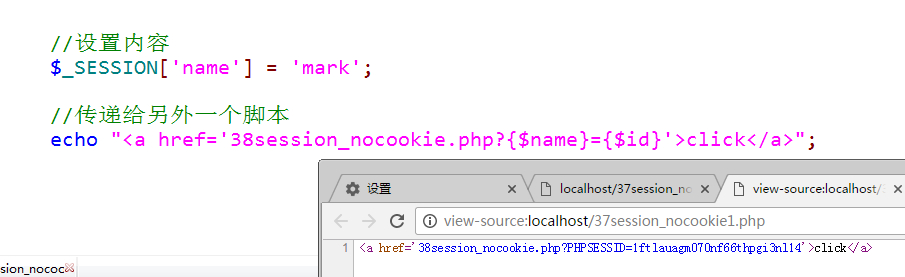 //设置内容
$_SESSION['name'] = 'mark';
//传递给另外一个脚本
echo "<a href='38session_nocookie.php?{$name}={$id}'>click</a>";
设置
localhost/37session_no
view-source:localhost/
view-source:localhost/37session_nocookie1.php
1 <a href='38session_nocookie.php?PHPSESSID=1ftlauagm070nf66thpgi3nl14'>click</a>
sion_nococ